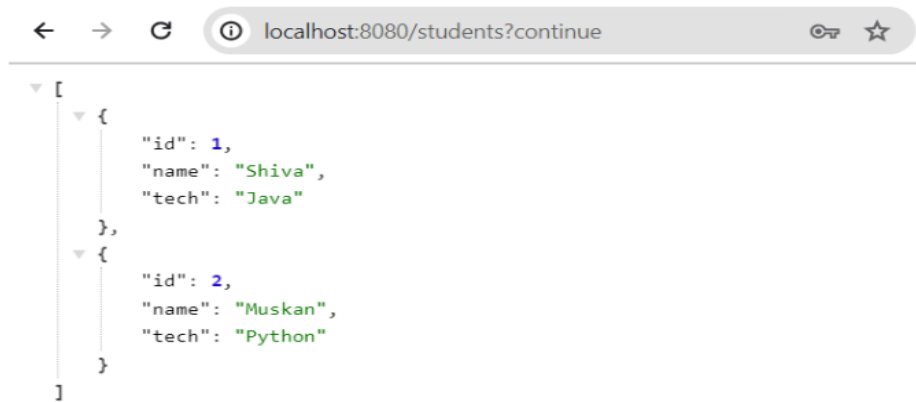 localhost:8080/students?continue
[
{
"id": 1,
"name": "Shiva",
"tech": "Java"
},
{
"id": 2,
"name": "Muskan",
"tech": "Python"
}
]